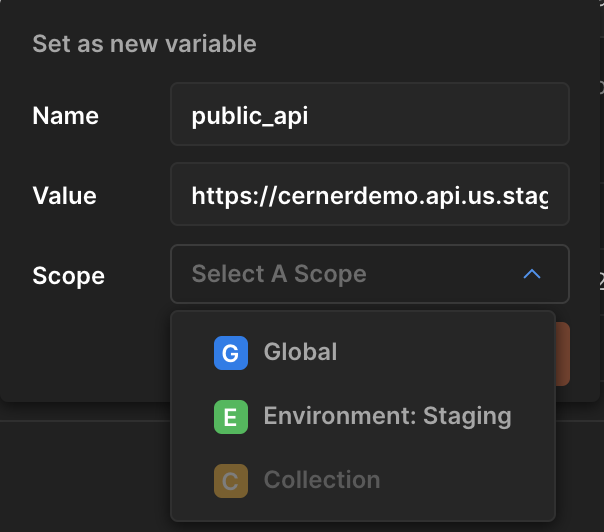 Set as new variable
Name public_api
Value https://cernerdemo.api.us.stag
Scope Select A Scope
G Global
E Environment: Staging
C Collection